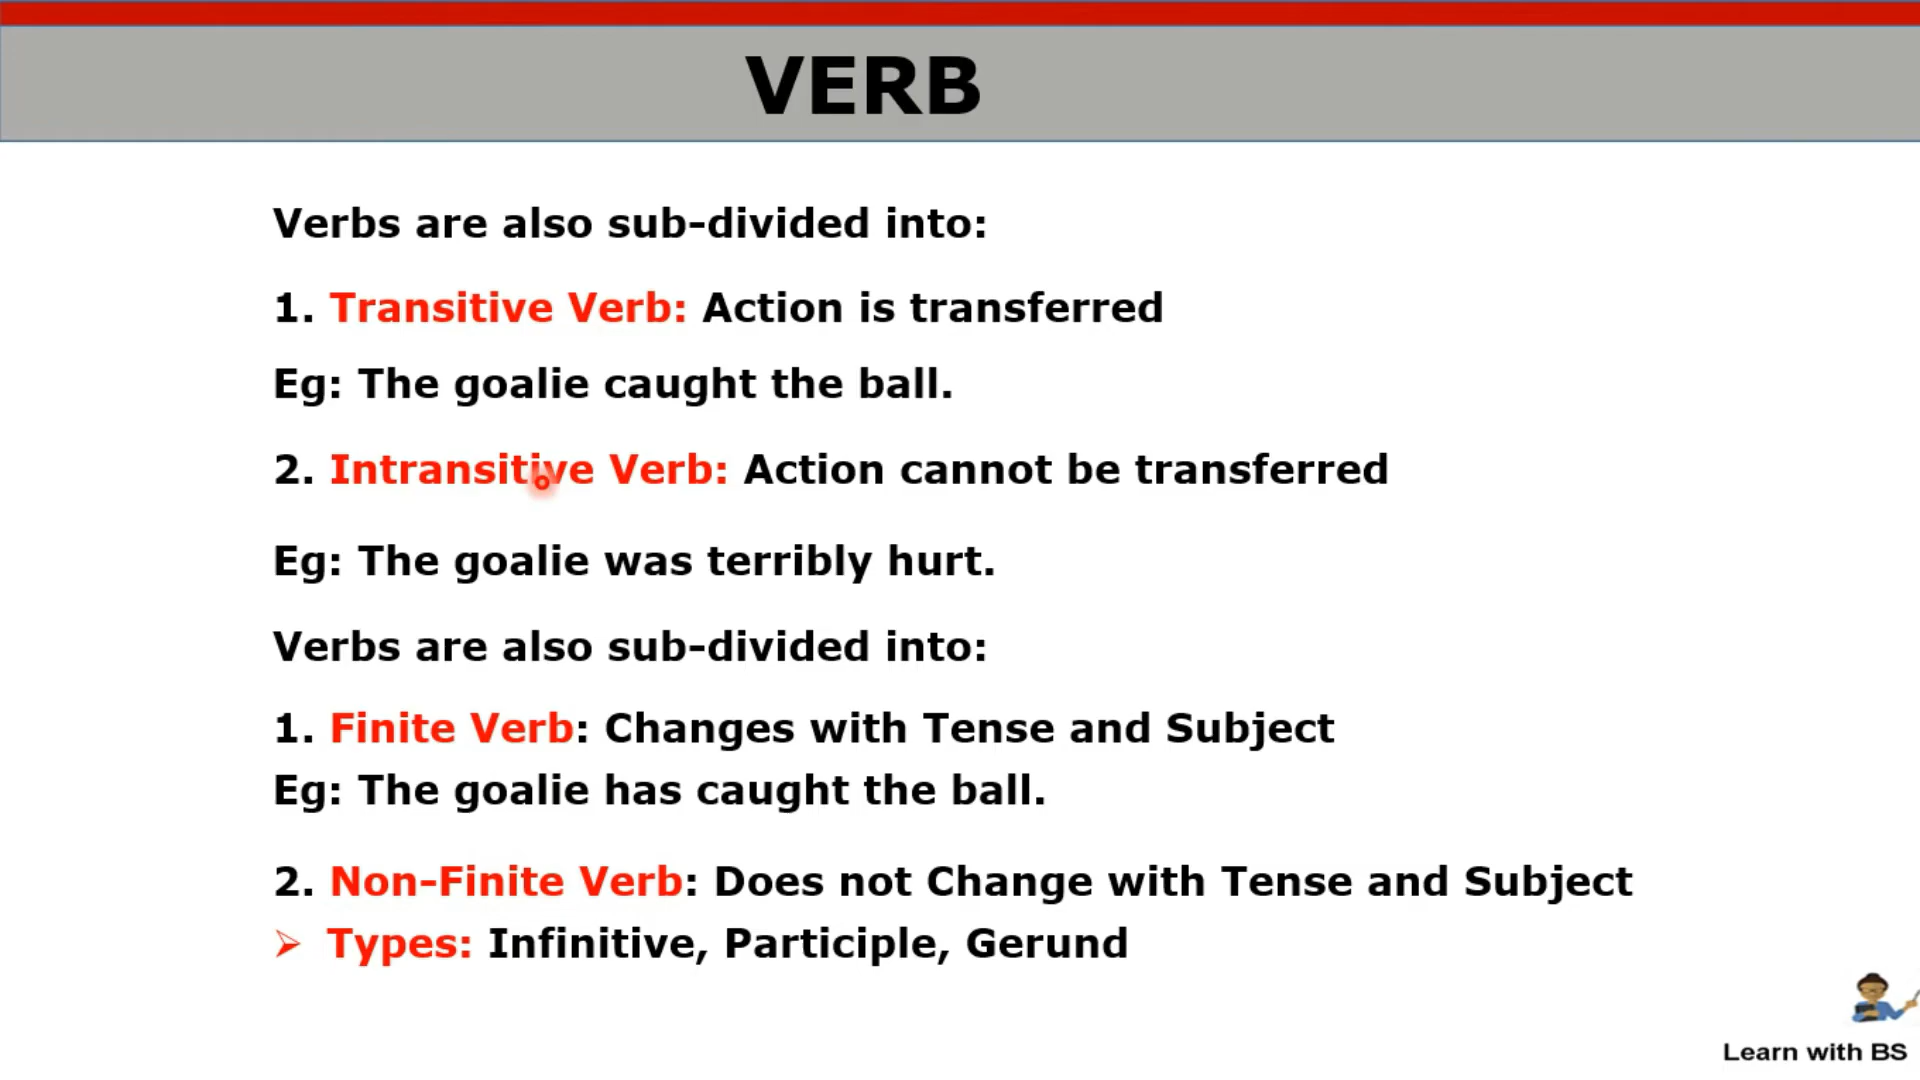 VERB
Verbs are also sub-divided into:
1. Transitive Verb: Action is transferred
Eg: The goalie caught the ball.
2. Intransitive Verb: Action cannot be transferred
Eg: The goalie was terribly hurt.
Verbs are also sub-divided into:
1. Finite Verb: Changes with Tense and Subject
Eg: The goalie has caught the ball.
2. Non-Finite Verb: Does not Change with Tense and Subject
➢ Types: Infinitive, Participle, Gerund
Learn with BS